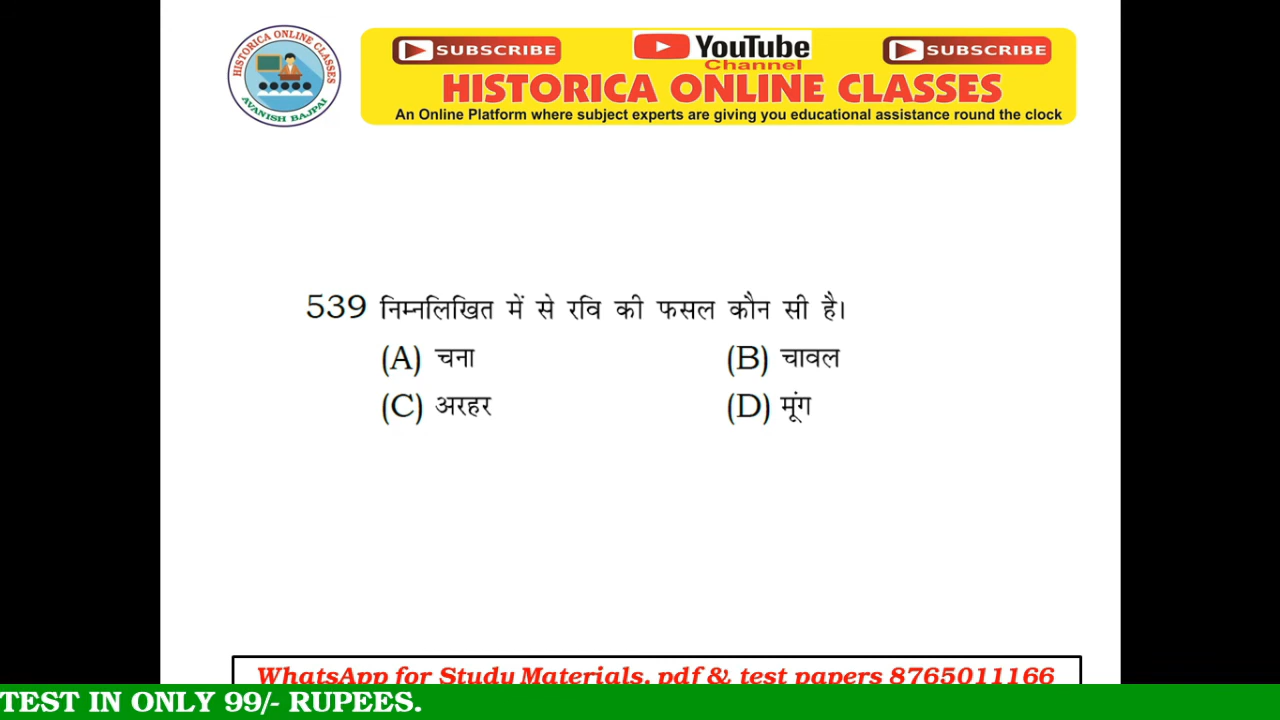 HISTORICA ONLINE CLASSES
AVANISH BAJPAI
SUBSCRIBE
YouTube
SUBSCRIBE
Channel
HISTORICA ONLINE CLASSES
An Online Platform where subject experts are giving you educational assistance round the clock
539 निम्नलिखित में से रवि की फसल कौन सी है।
(A) चना (B) चावल
(C) अरहर (D) मूंग
WhatsApp for Study Materials, pdf & test papers 8765011166
TEST IN ONLY 99/- RUPEES.